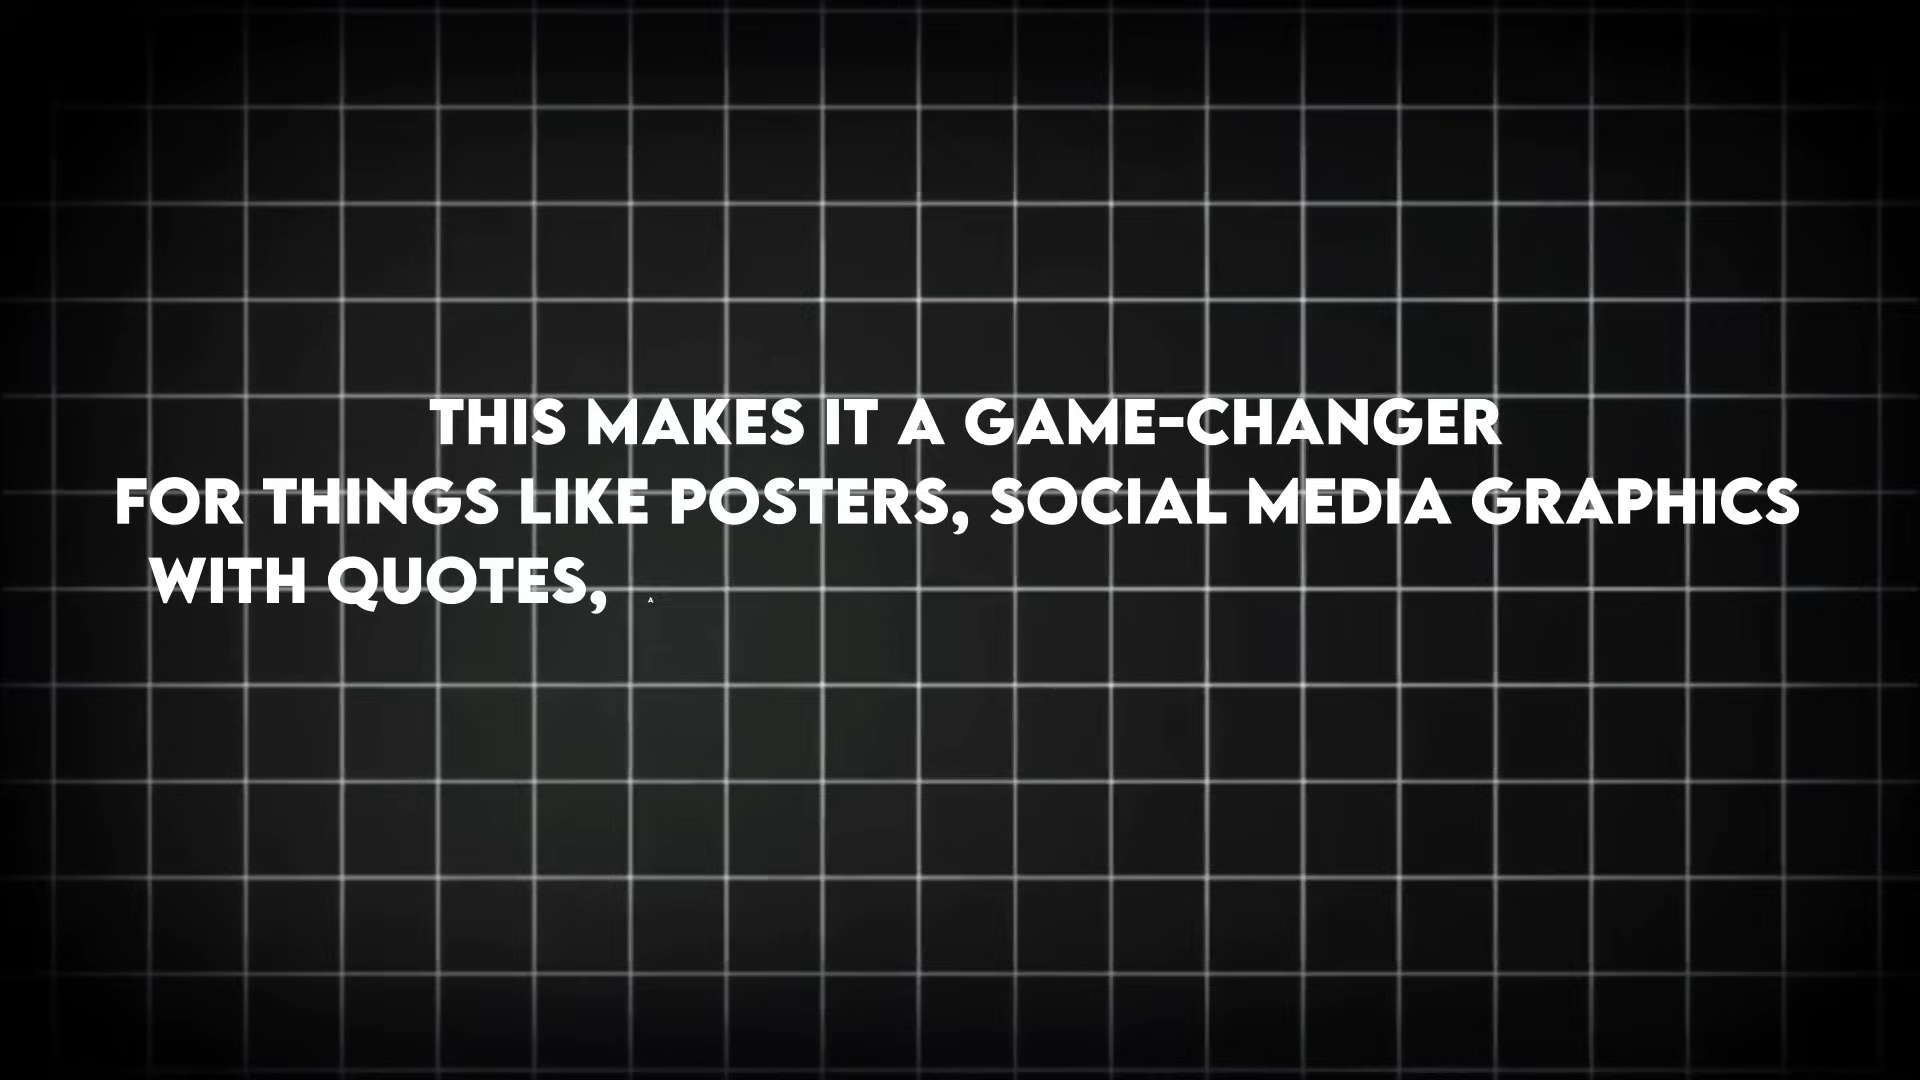 THIS MAKES IT A GAME-CHANGER
FOR THINGS LIKE POSTERS, SOCIAL MEDIA GRAPHICS
WITH QUOTES, A